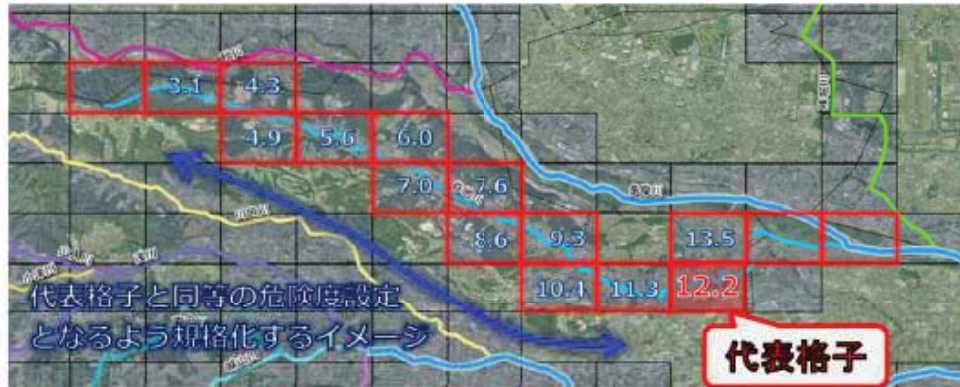 3.1 4.3
4.9 5.6 6.0
7.0 7.6
多摩川
8.6 9.3 13.5
10.4 11.3 12.2
代表格子と同等の危険度設定
となるよう規格化するイメージ
代表格子